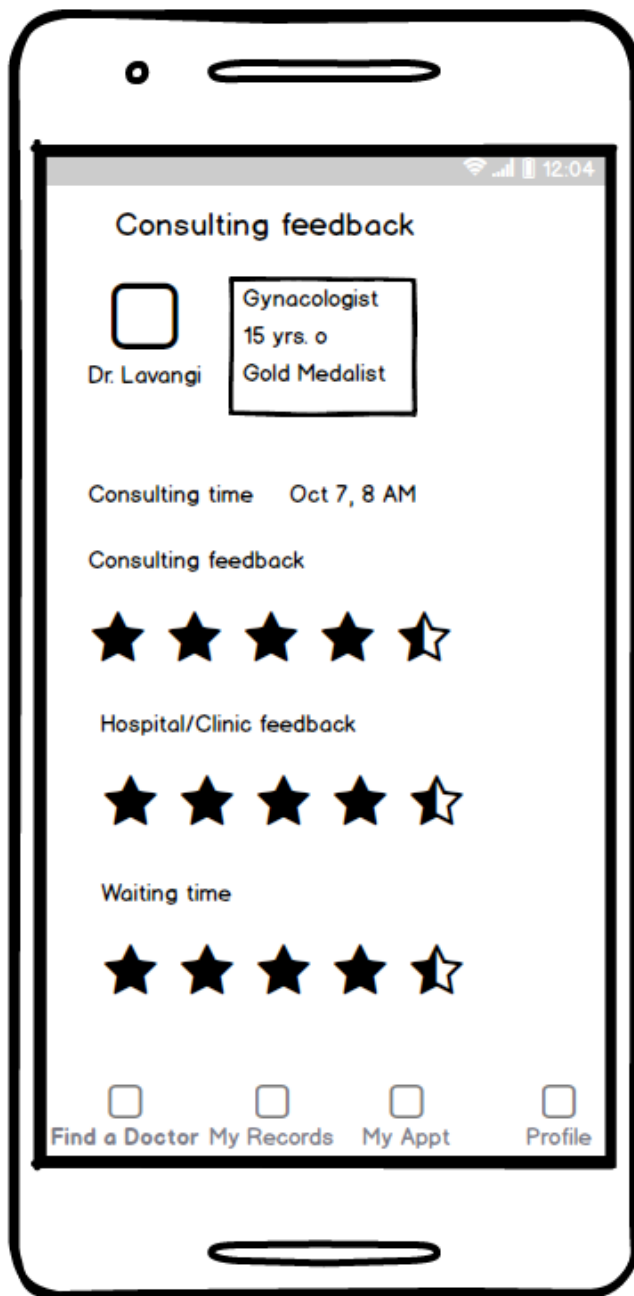 12:04
Consulting feedback
Gynacologist
15 yrs. o
Gold Medalist
Dr. Lavangi
Consulting time Oct 7, 8 AM
Consulting feedback
Hospital/Clinic feedback
Waiting time
Find a Doctor My Records My Appt Profile